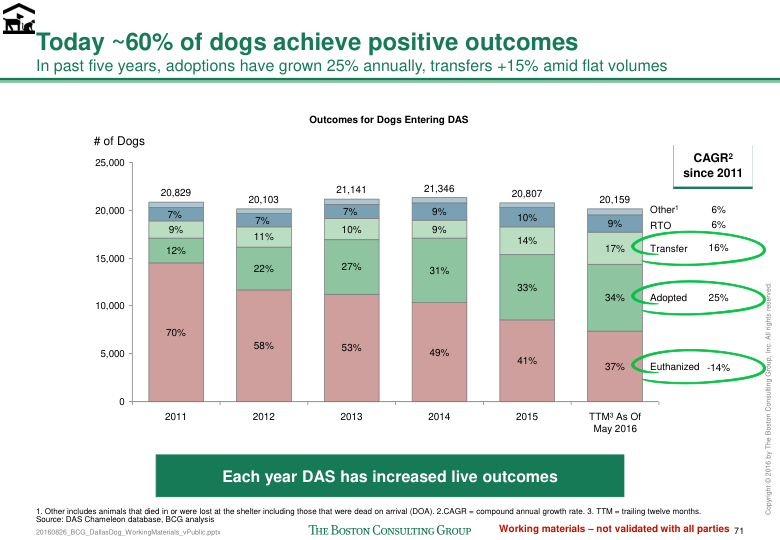 Today ~60% of dogs achieve positive outcomes
In past five years, adoptions have grown 25% annually, transfers +15% amid flat volumes
Outcomes for Dogs Entering DAS
# of Dogs
CAGR²
since 2011
25,000
20,000
15,000
10,000
5,000
0
20,829
7%
9%
12%
70%
2011
20,103
7%
11%
22%
58%
2012
21,141
7%
10%
27%
53%
2013
21,346
9%
9%
31%
49%
2014
20,807
10%
14%
33%
41%
2015
20,159
9%
17%
34%
37%
TTM³ As Of
May 2016
Other¹ 6%
RTO 6%
Transfer 16%
Adopted 25%
Euthanized -14%
Each year DAS has increased live outcomes
1. Other includes animals that died in or were lost at the shelter including those that were dead on arrival (DOA). 2.CAGR = compound annual growth rate. 3. TTM = trailing twelve months.
Source: DAS Chameleon database, BCG analysis
20160826_BCG_DallasDog_WorkingMaterials_vPublic.pptx
THE BOSTON CONSULTING GROUP
Working materials – not validated with all parties 71
Copyright © 2016 by The Boston Consulting Group, Inc. All rights reserved.